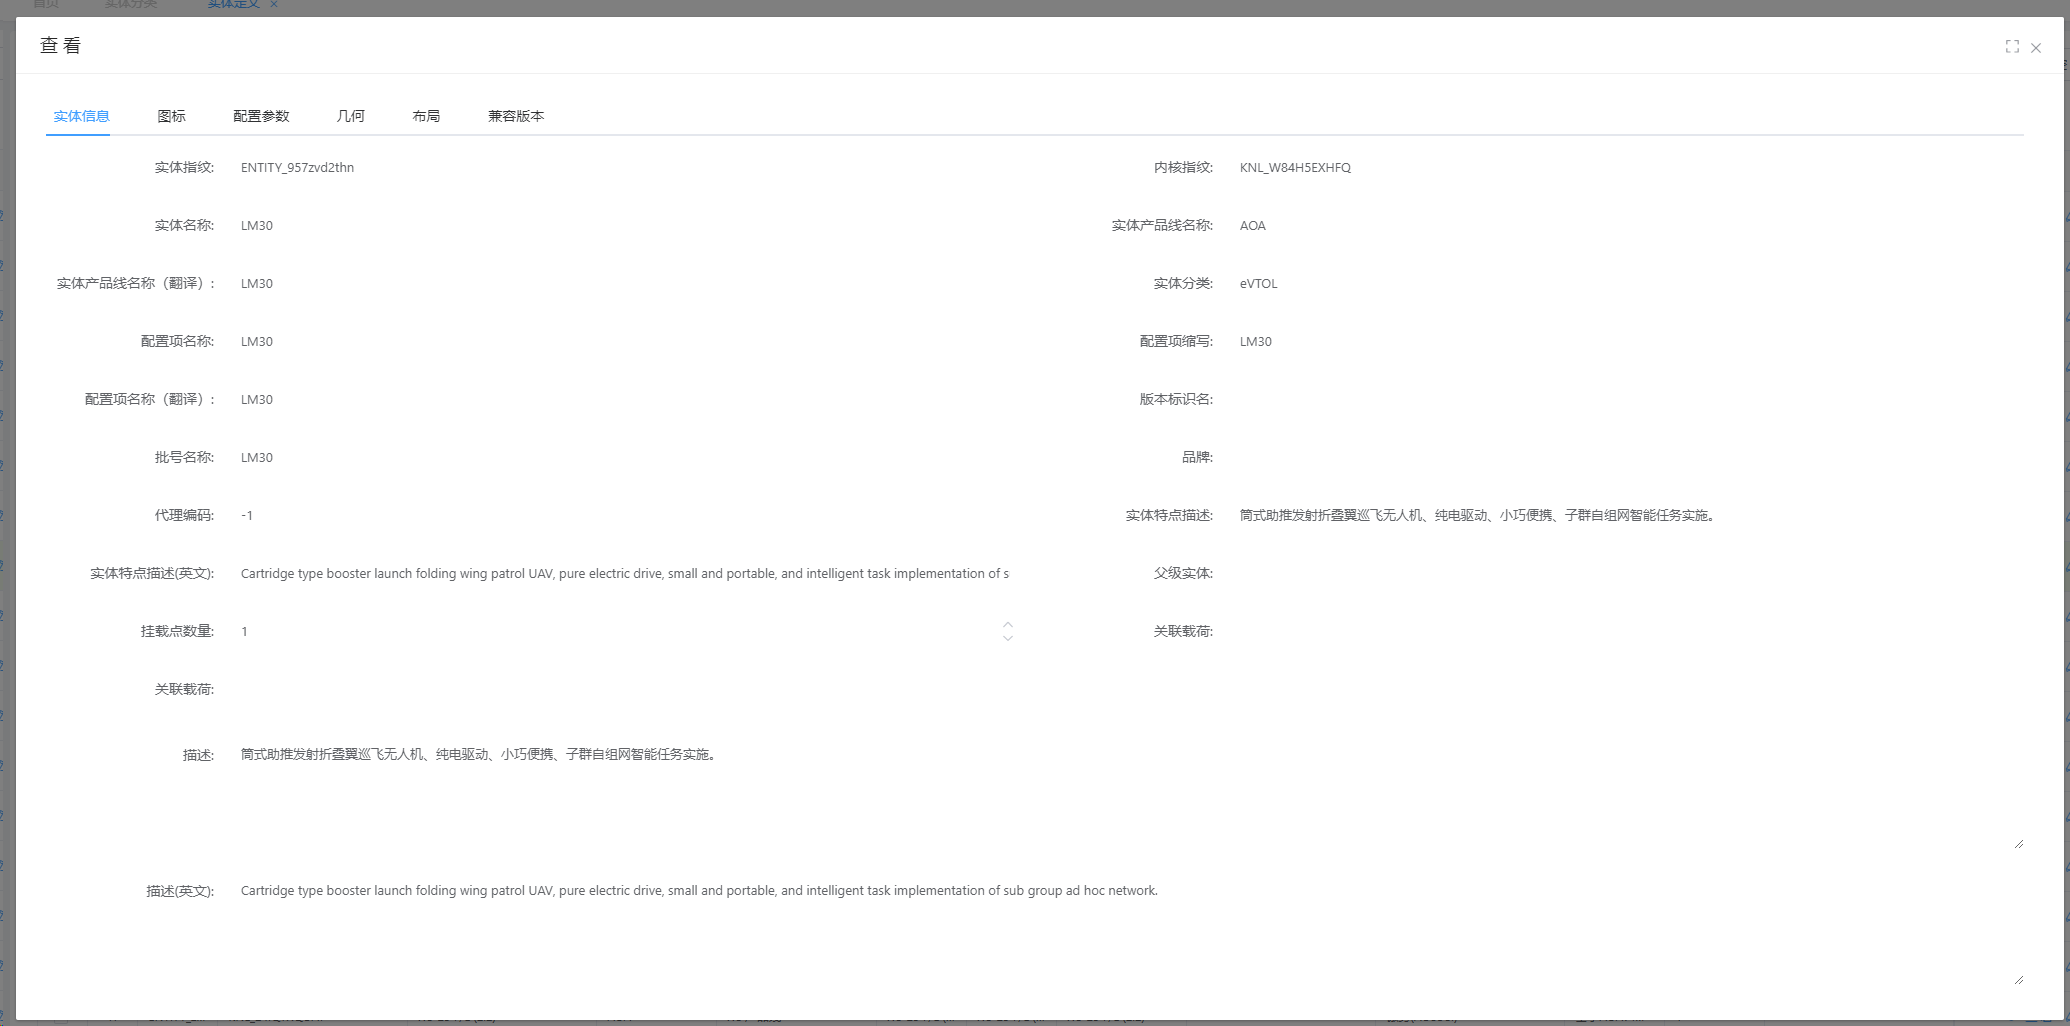 首页 实体分类 实体定义
查 看
实体信息 图标 配置参数 几何 布局 兼容版本
实体指纹: ENTITY_957zvd2thn 内核指纹: KNL_W84H5EXHFQ
实体名称: LM30 实体产品线名称: AOA
实体产品线名称（翻译）: LM30 实体分类: eVTOL
配置项名称: LM30 配置项缩写: LM30
配置项名称（翻译）: LM30 版本标识名:
批号名称: LM30 品牌:
代理编码: -1 实体特点描述: 筒式助推发射折叠翼巡飞无人机、纯电驱动、小巧便携、子群自组网智能任务实施。
实体特点描述(英文): Cartridge type booster launch folding wing patrol UAV, pure electric drive, small and portable, and intelligent task implementation of s 父级实体:
挂载点数量: 1 关联载荷:
关联载荷:
描述: 筒式助推发射折叠翼巡飞无人机、纯电驱动、小巧便携、子群自组网智能任务实施。
描述(英文): Cartridge type booster launch folding wing patrol UAV, pure electric drive, small and portable, and intelligent task implementation of sub group ad hoc network.